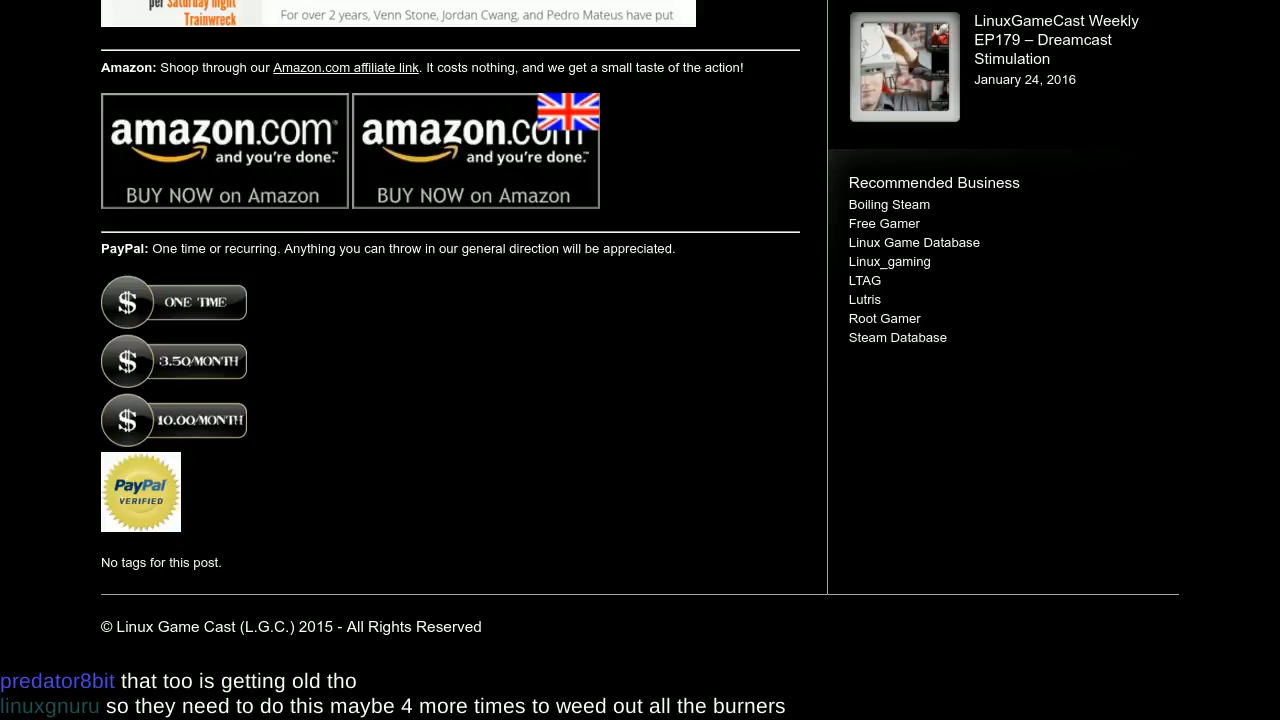 per Saturday night
Trainwreck
For over 2 years, Venn Stone, Jordan Cwang, and Pedro Mateus have put
Amazon: Shoop through our Amazon.com affiliate link. It costs nothing, and we get a small taste of the action!
amazon.com
and you're done.™
BUY NOW on Amazon
amazon.com
and you're done.™
BUY NOW on Amazon
PayPal: One time or recurring. Anything you can throw in our general direction will be appreciated.
$ ONE TIME
$ 3.50/MONTH
$ 10.00/MONTH
PayPal
VERIFIED
No tags for this post.
LinuxGameCast Weekly
EP179 – Dreamcast
Stimulation
January 24, 2016
Recommended Business
Boiling Steam
Free Gamer
Linux Game Database
Linux_gaming
LTAG
Lutris
Root Gamer
Steam Database
© Linux Game Cast (L.G.C.) 2015 - All Rights Reserved
predator8bit that too is getting old tho
linuxgnuru so they need to do this maybe 4 more times to weed out all the burners